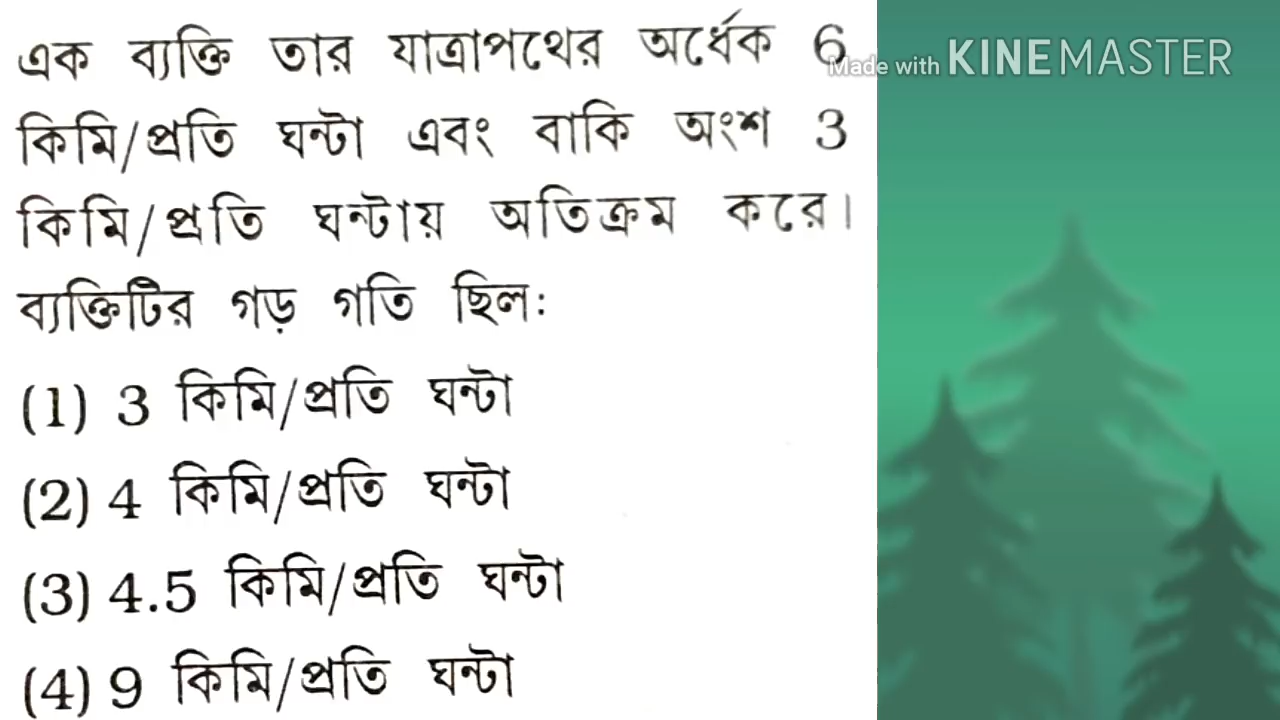 এক ব্যক্তি তার যাত্রাপথের অর্ধেক 6
Made with KINEMASTER
কিমি/প্রতি ঘন্টা এবং বাকি অংশ 3
কিমি/প্রতি ঘন্টায় অতিক্রম করে।
ব্যক্তিটির গড় গতি ছিল:
(1) 3 কিমি/প্রতি ঘন্টা
(2) 4 কিমি/প্রতি ঘন্টা
(3) 4.5 কিমি/প্রতি ঘন্টা
(4) 9 কিমি/প্রতি ঘন্টা